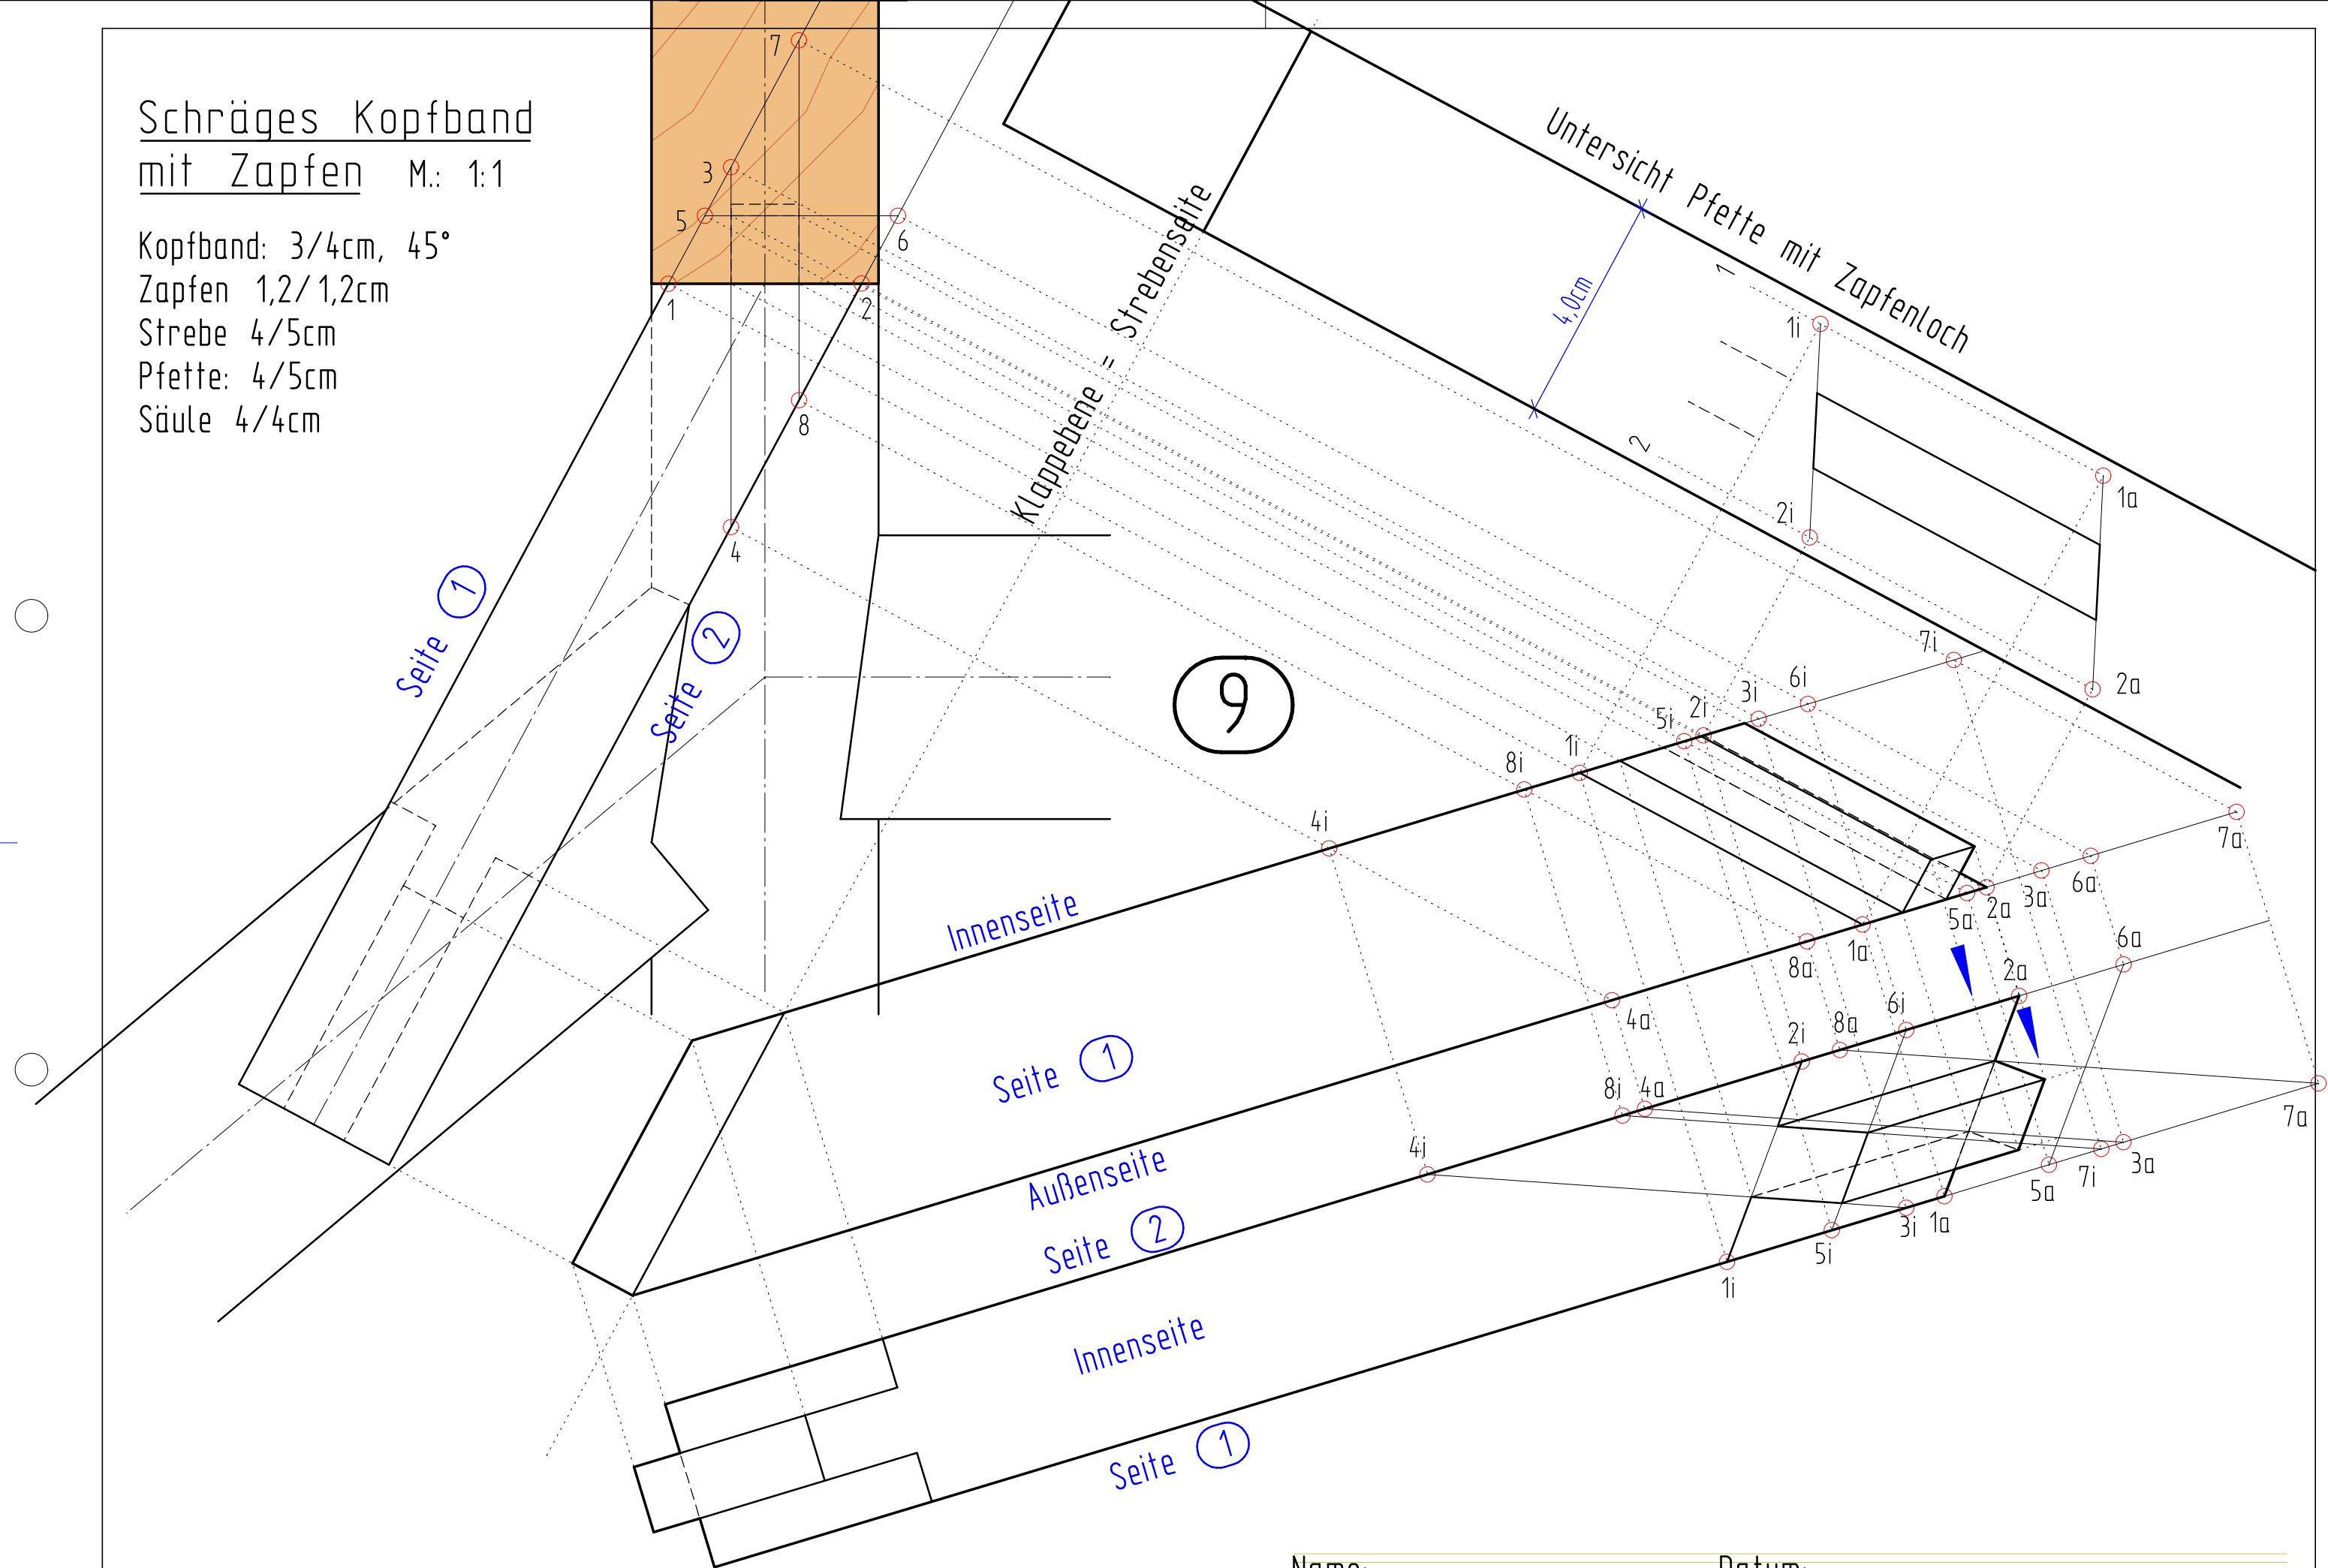 Schräges Kopfband
mit Zapfen M.: 1:1
Kopfband: 3/4cm, 45°
Zapfen 1,2/1,2cm
Strebe 4/5cm
Pfette: 4/5cm
Säule 4/4cm
7
3
5
6
1
2
8
4
Seite 1
Seite 2
Klappebene = Strebenseite
Untersicht Pfette mit Zapfenloch
4,0cm
1
2
1i
1a
2i
2a
9
7i
6i
3i
2i
5i
1i
8i
4i
7a
6a
3a
2a
5a
1a
8a
4a
Innenseite
Seite 1
Außenseite
Seite 2
Innenseite
Seite 1
6a
2a
6i
8a
2i
4a
8i
4i
7a
3a
7i
5a
1a
3i
5i
1i
Name:
Datum: